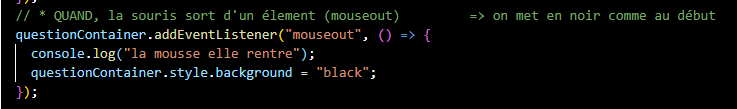 });
// * QUAND, la souris sort d'un élement (mouseout)          => on met en noir comme au début
questionContainer.addEventListener("mouseout", () => {
  console.log("la mousse elle rentre");
  questionContainer.style.background = "black";
});